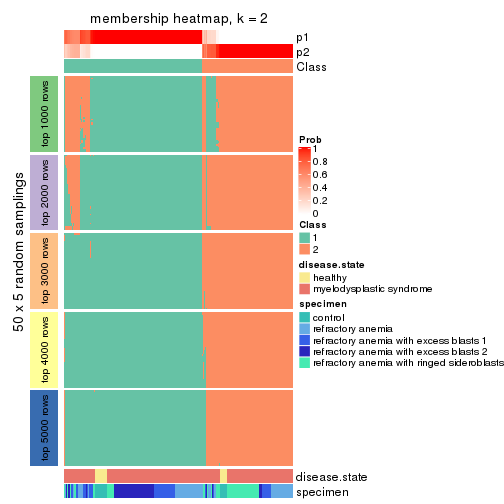 membership heatmap, k = 2
p1
p2
Class
50 x 5 random samplings
top 1000 rows
top 2000 rows
top 3000 rows
top 4000 rows
top 5000 rows
Prob
1
0.8
0.6
0.4
0.2
0
Class
1
2
disease.state
healthy
myelodysplastic syndrome
specimen
control
refractory anemia
refractory anemia with excess blasts 1
refractory anemia with excess blasts 2
refractory anemia with ringed sideroblasts
disease.state
specimen